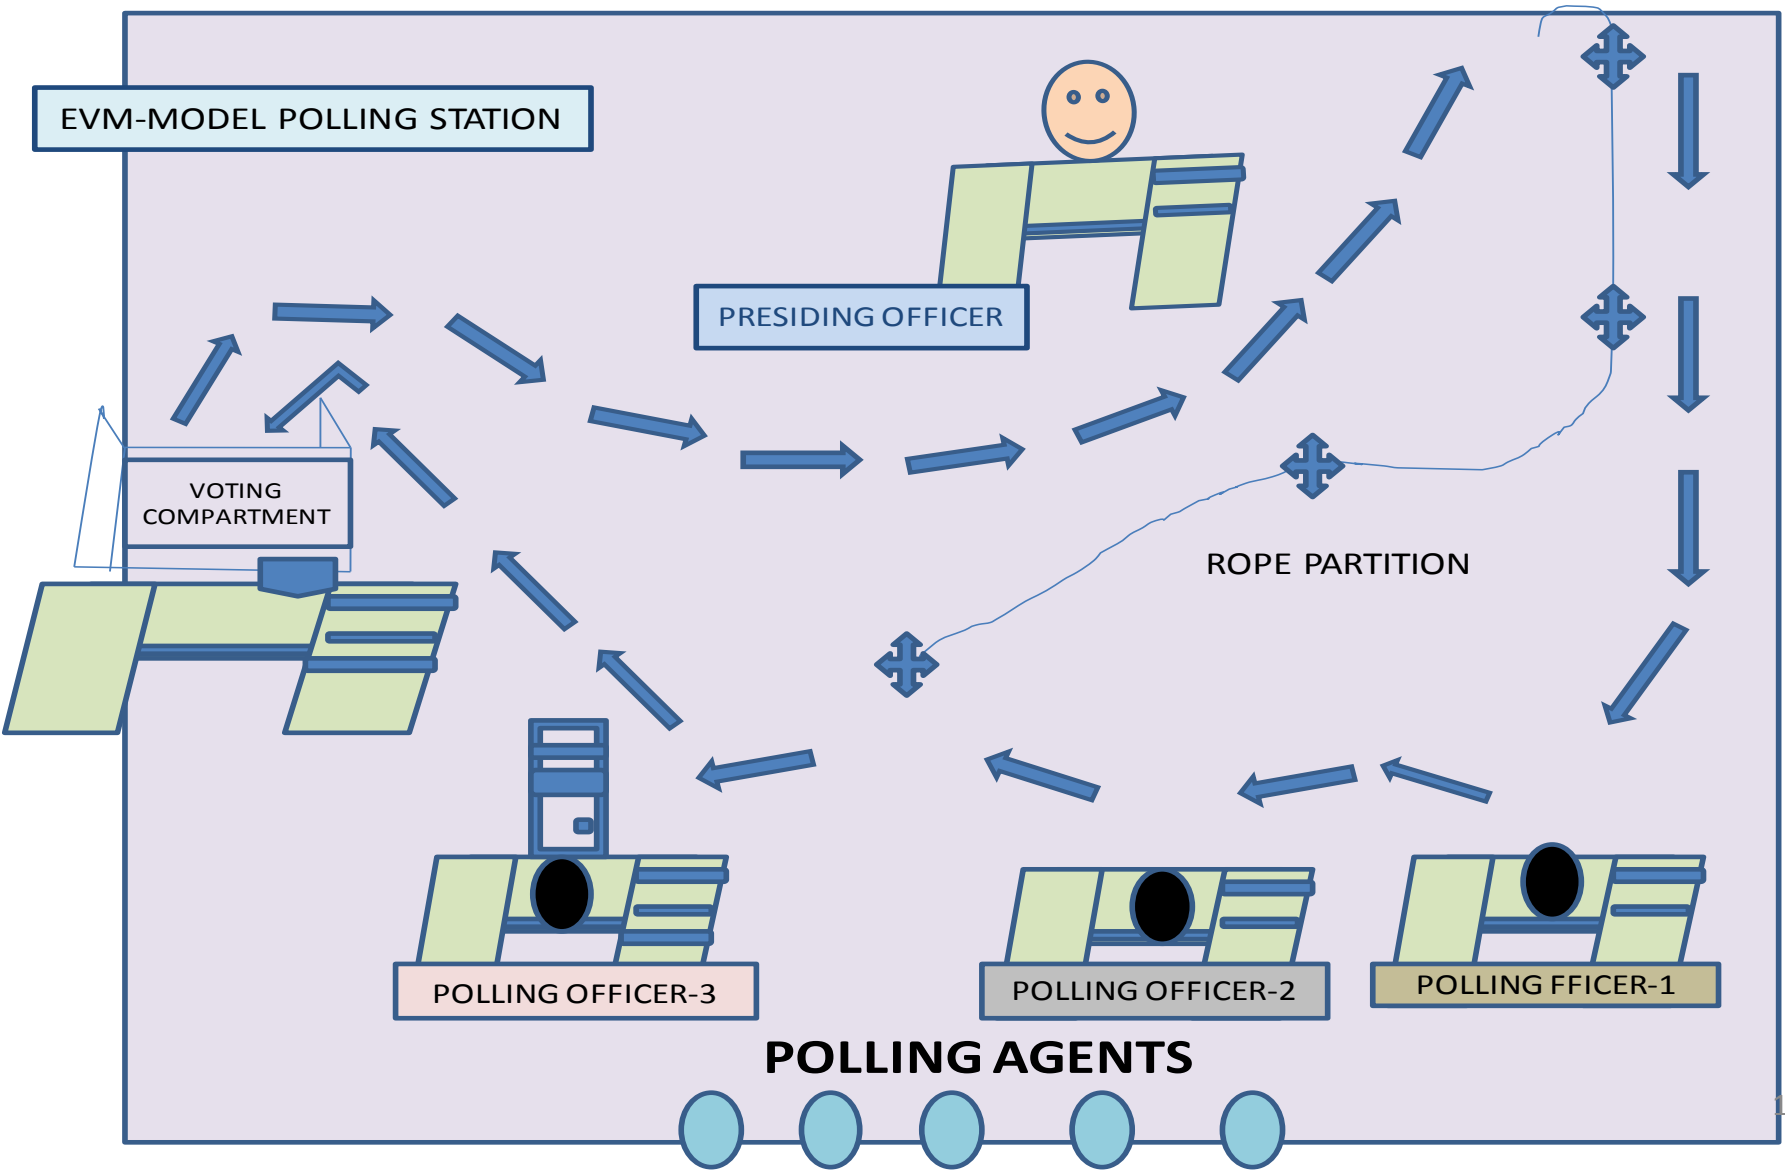 EVM-MODEL POLLING STATION
PRESIDING OFFICER
VOTING
COMPARTMENT
ROPE PARTITION
POLLING OFFICER-3
POLLING OFFICER-2
POLLING FFICER-1
POLLING AGENTS
1